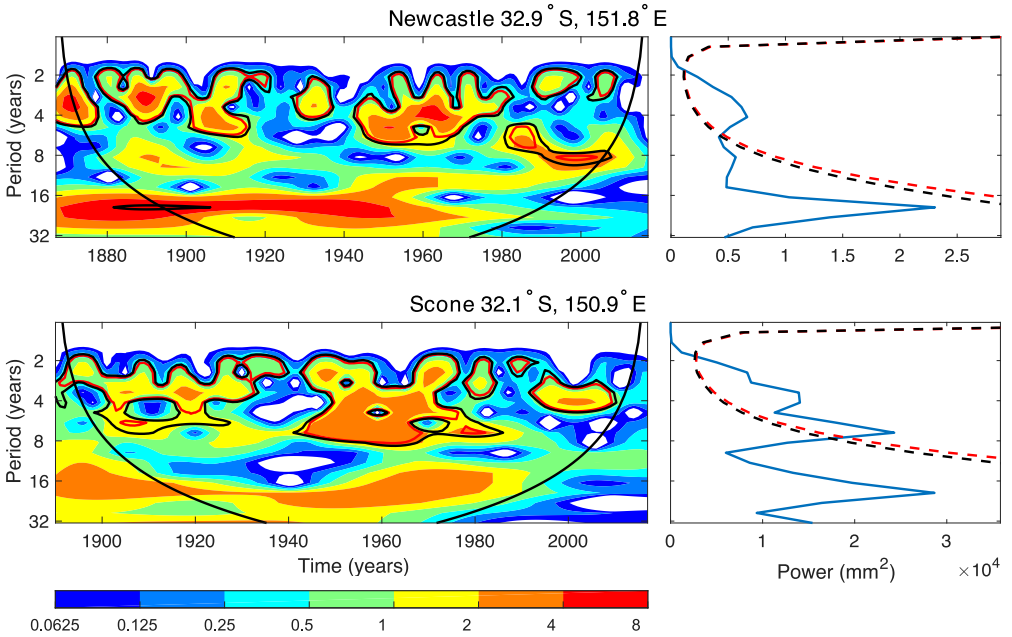 Newcastle 32.9° S, 151.8° E
Period (years)
2
4
8
16
32
1880 1900 1920 1940 1960 1980 2000
0 0.5 1 1.5 2 2.5
Scone 32.1° S, 150.9° E
Period (years)
2
4
8
16
32
1900 1920 1940 1960 1980 2000
Time (years)
0 1 2 3
Power (mm²) ×10⁴
0.0625 0.125 0.25 0.5 1 2 4 8